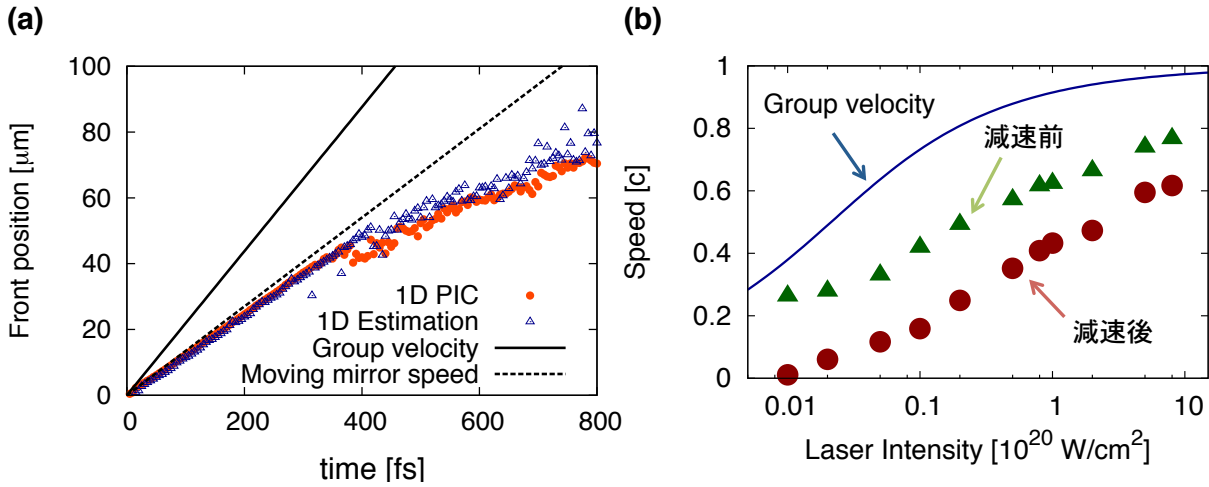 (a)
100
80
60
40
20
0
Front position [μm]
1D PIC
1D Estimation
Group velocity
Moving mirror speed
0
200
400
600
800
time [fs]
(b)
1
0.8
0.6
0.4
0.2
0
Speed [c]
Group velocity
減速前
減速後
0.01
0.1
1
10
Laser Intensity [10²⁰ W/cm²]